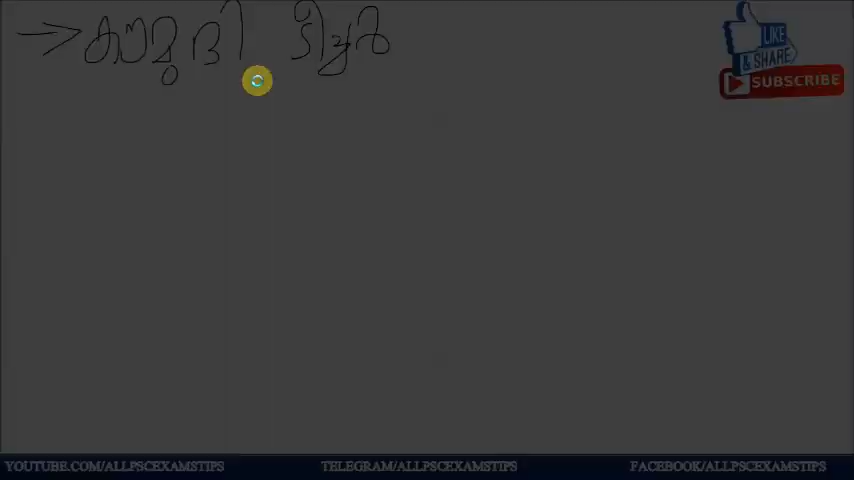 → കൗമുദി ടീച്ചർ
LIKE
& SHARE
SUBSCRIBE
YOUTUBE.COM/ALLPSCEXAMSTIPS TELEGRAM/ALLPSCEXAMSTIPS FACEBOOK/ALLPSCEXAMSTIPS